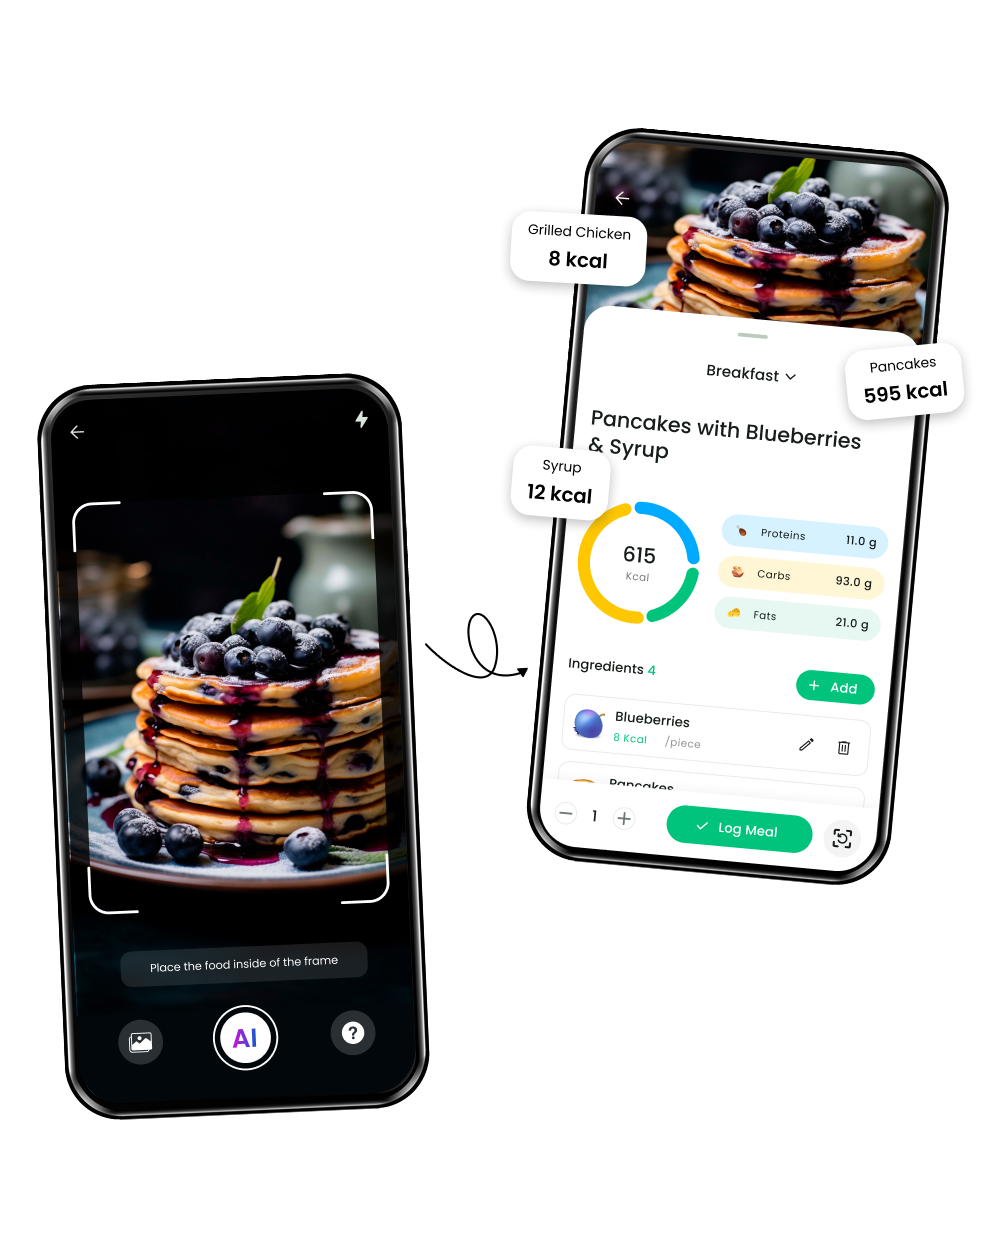 Place the food inside of the frame
AI
?
Grilled Chicken
8 kcal
Pancakes
595 kcal
Syrup
12 kcal
Breakfast
Pancakes with Blueberries
& Syrup
615
Kcal
Proteins 11.0 g
Carbs 93.0 g
Fats 21.0 g
Ingredients 4
+ Add
Blueberries
8 Kcal /piece
Pancakes
1
Log Meal